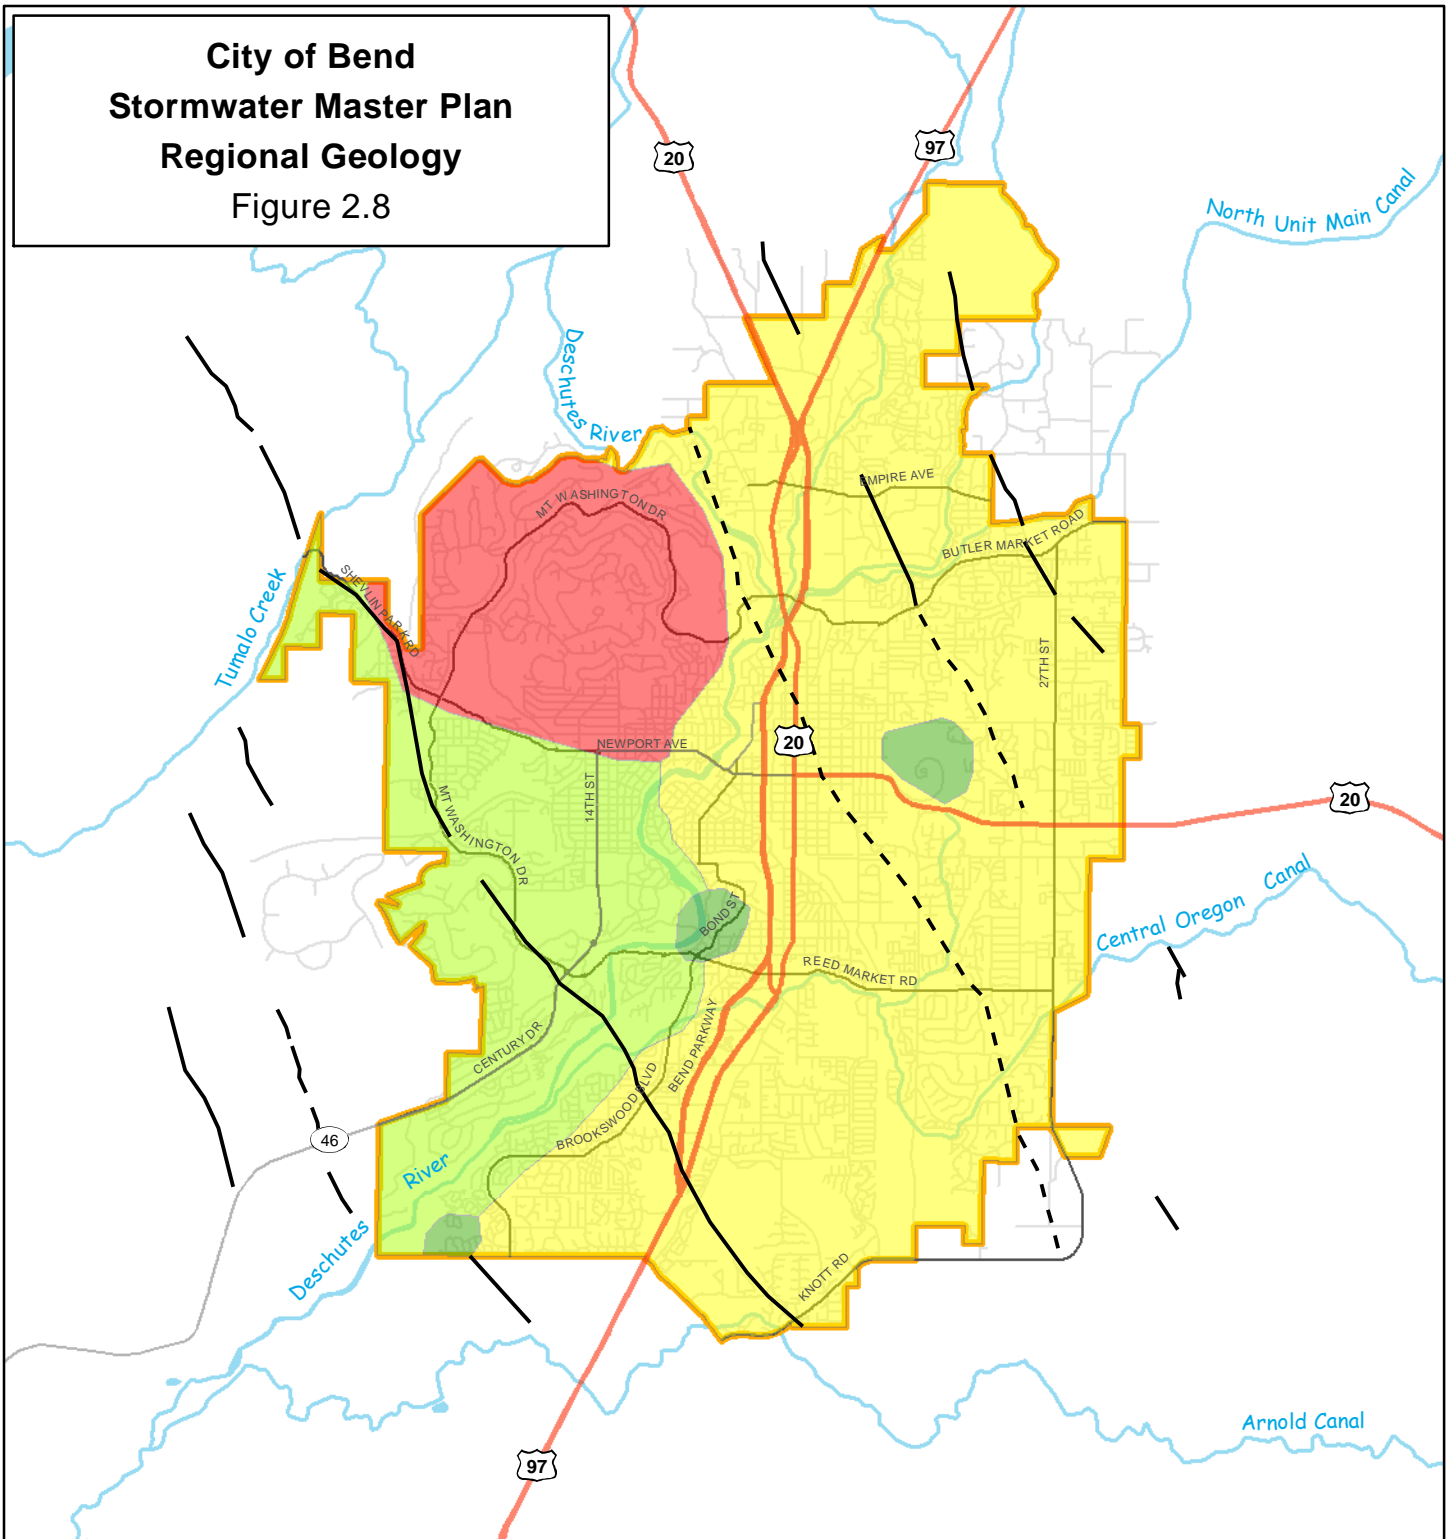 City of Bend
Stormwater Master Plan
Regional Geology
Figure 2.8
20
97
North Unit Main Canal
Deschutes River
MT WASHINGTON DR
EMPIRE AVE
BUTLER MARKET ROAD
SHEVLIN PARK RD
Tumalo Creek
27TH ST
NEWPORT AVE
20
14TH ST
MT WASHINGTON DR
20
BOND ST
Central Oregon Canal
REED MARKET RD
CENTURY DR
BEND PARKWAY
BROOKSWOOD BLVD
46
River
Deschutes
KNOTT RD
Arnold Canal
97